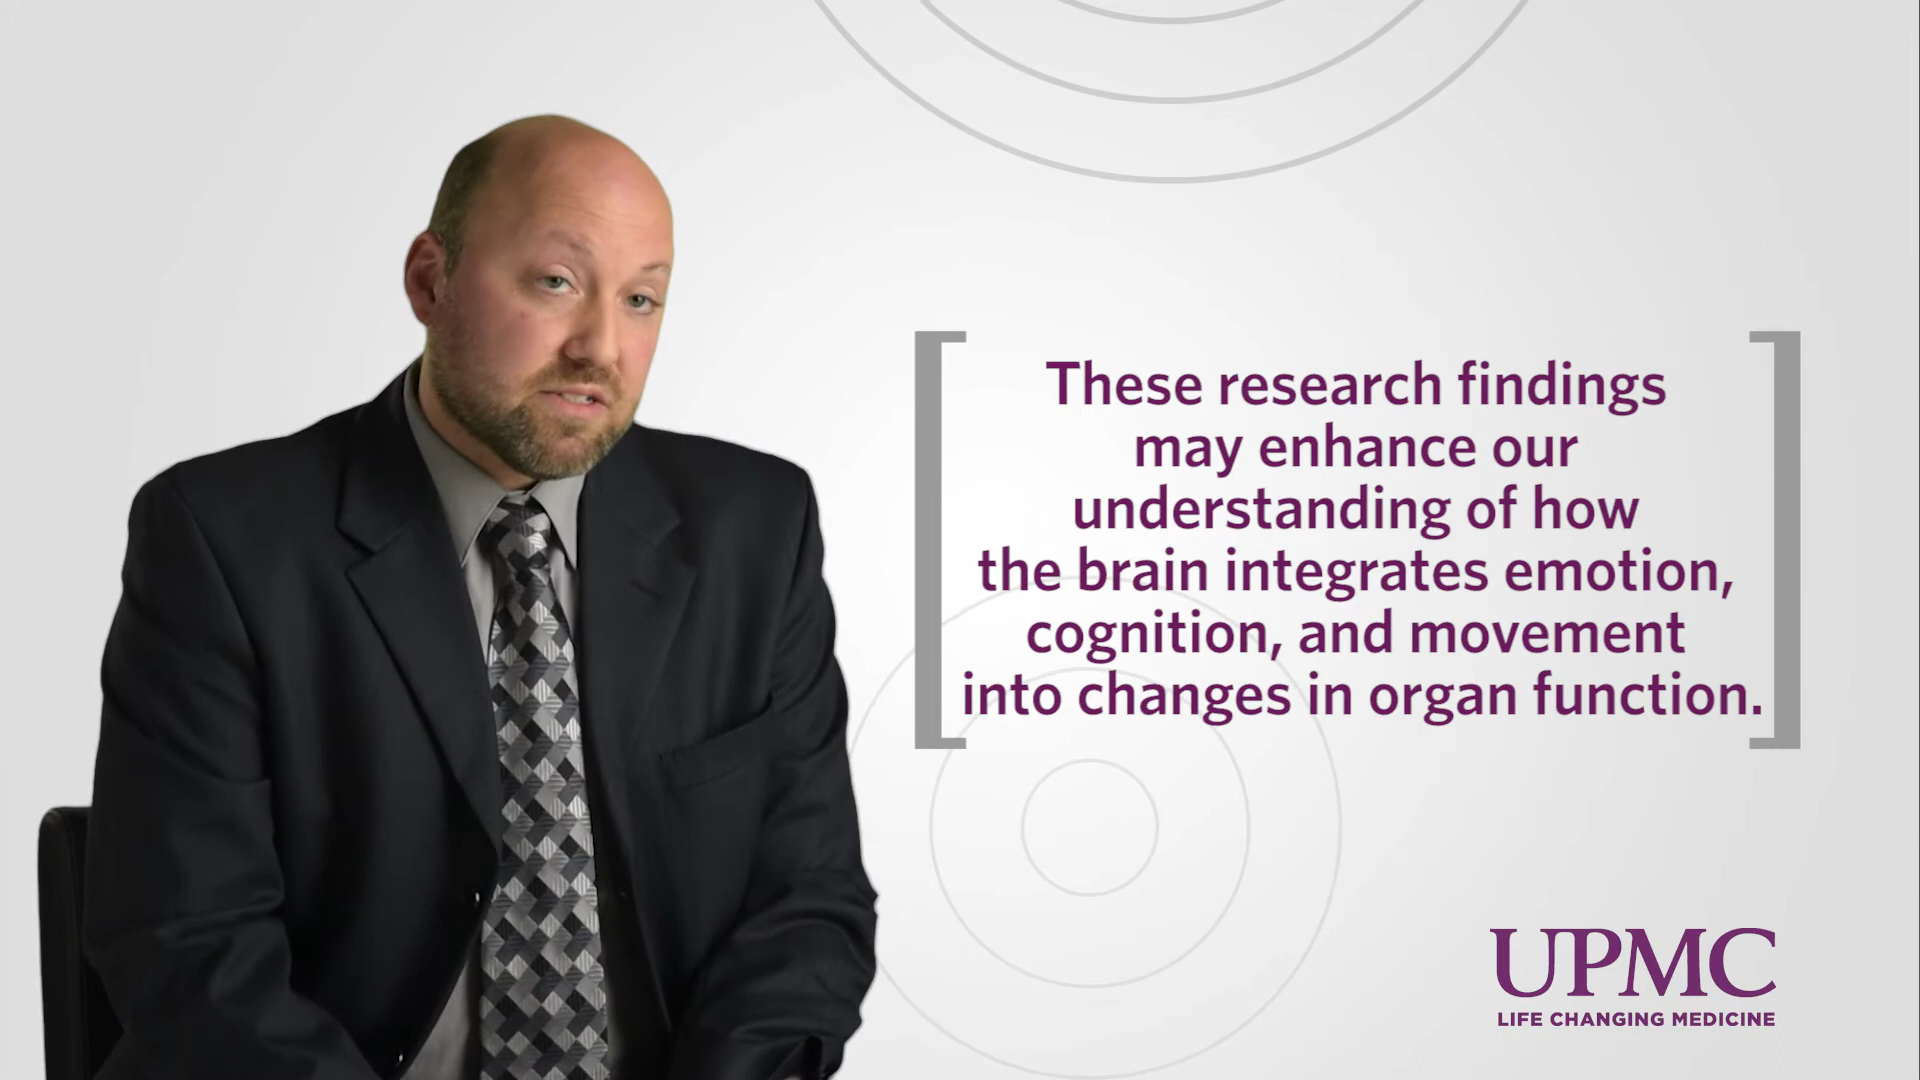 These research findings
may enhance our
understanding of how
the brain integrates emotion,
cognition, and movement
into changes in organ function.
UPMC
LIFE CHANGING MEDICINE